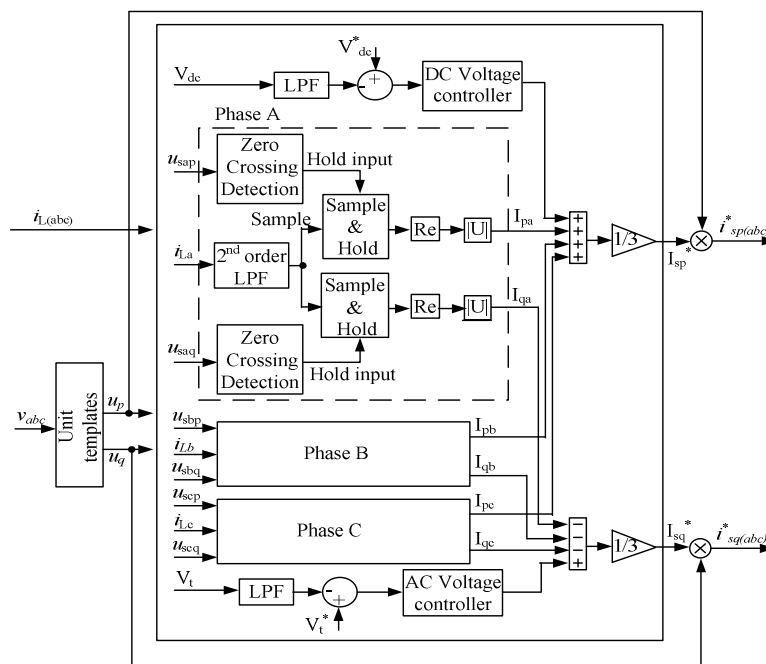 V*dc
Vdc
LPF
-
+
DC Voltage
controller
Phase A
usap
Zero
Crossing
Detection
Hold input
Sample
Sample
&
Hold
Re
|U|
Ipa
iL(abc)
iLa
2nd order
LPF
Sample
&
Hold
Re
|U|
Iqa
usaq
Zero
Crossing
Detection
Hold input
+
+
+
+
1/3
Isp*
×
i*sp(abc)
vabc
Unit
templates
up
uq
usbp
iLb
usbq
Phase B
Ipb
Iqb
uscp
iLc
uscq
Phase C
Ipc
Iqc
−
−
−
+
1/3
Isq*
×
i*sq(abc)
Vt
LPF
-
+
Vt*
AC Voltage
controller